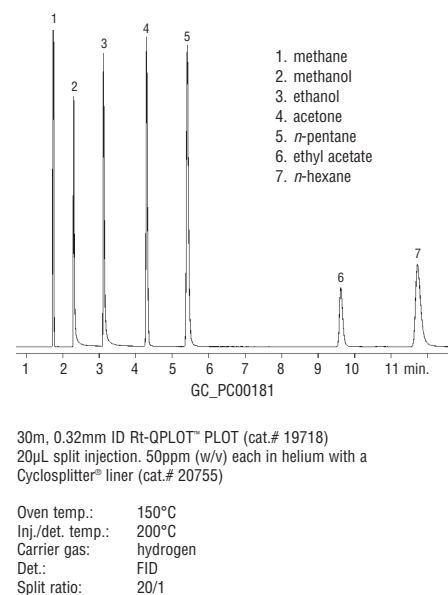 1
2
3
4
5
6
7
1. methane
2. methanol
3. ethanol
4. acetone
5. n-pentane
6. ethyl acetate
7. n-hexane
1 2 3 4 5 6 7 8 9 10 11 min.
GC_PC00181
30m, 0.32mm ID Rt-QPLOT™ PLOT (cat.# 19718)
20µL split injection. 50ppm (w/v) each in helium with a
Cyclosplitter® liner (cat.# 20755)
Oven temp.: 150°C
Inj./det. temp.: 200°C
Carrier gas: hydrogen
Det.: FID
Split ratio: 20/1